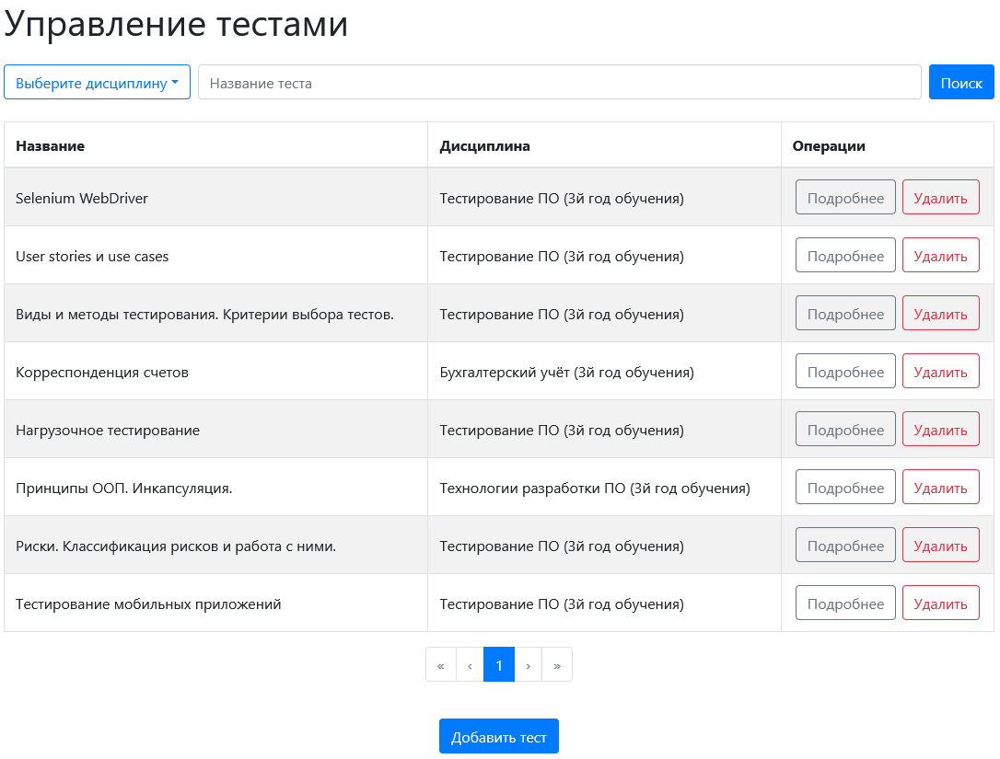 Управление тестами
Выберите дисциплину Название теста Поиск
Название Дисциплина Операции
Selenium WebDriver Тестирование ПО (3й год обучения) Подробнее Удалить
User stories и use cases Тестирование ПО (3й год обучения) Подробнее Удалить
Виды и методы тестирования. Критерии выбора тестов. Тестирование ПО (3й год обучения) Подробнее Удалить
Корреспонденция счетов Бухгалтерский учёт (3й год обучения) Подробнее Удалить
Нагрузочное тестирование Тестирование ПО (3й год обучения) Подробнее Удалить
Принципы ООП. Инкапсуляция. Технологии разработки ПО (3й год обучения) Подробнее Удалить
Риски. Классификация рисков и работа с ними. Тестирование ПО (3й год обучения) Подробнее Удалить
Тестирование мобильных приложений Тестирование ПО (3й год обучения) Подробнее Удалить
« ‹ 1 › »
Добавить тест